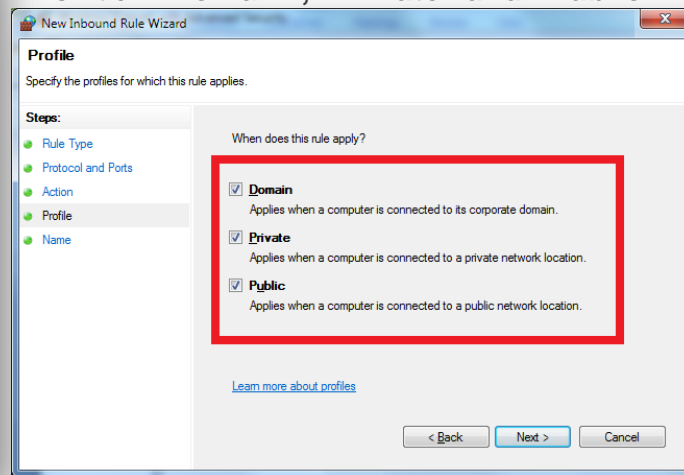 New Inbound Rule Wizard
Profile
Specify the profiles for which this rule applies.
Steps:
Rule Type
Protocol and Ports
Action
Profile
Name
When does this rule apply?
Domain
Applies when a computer is connected to its corporate domain.
Private
Applies when a computer is connected to a private network location.
Public
Applies when a computer is connected to a public network location.
Learn more about profiles
< Back
Next >
Cancel